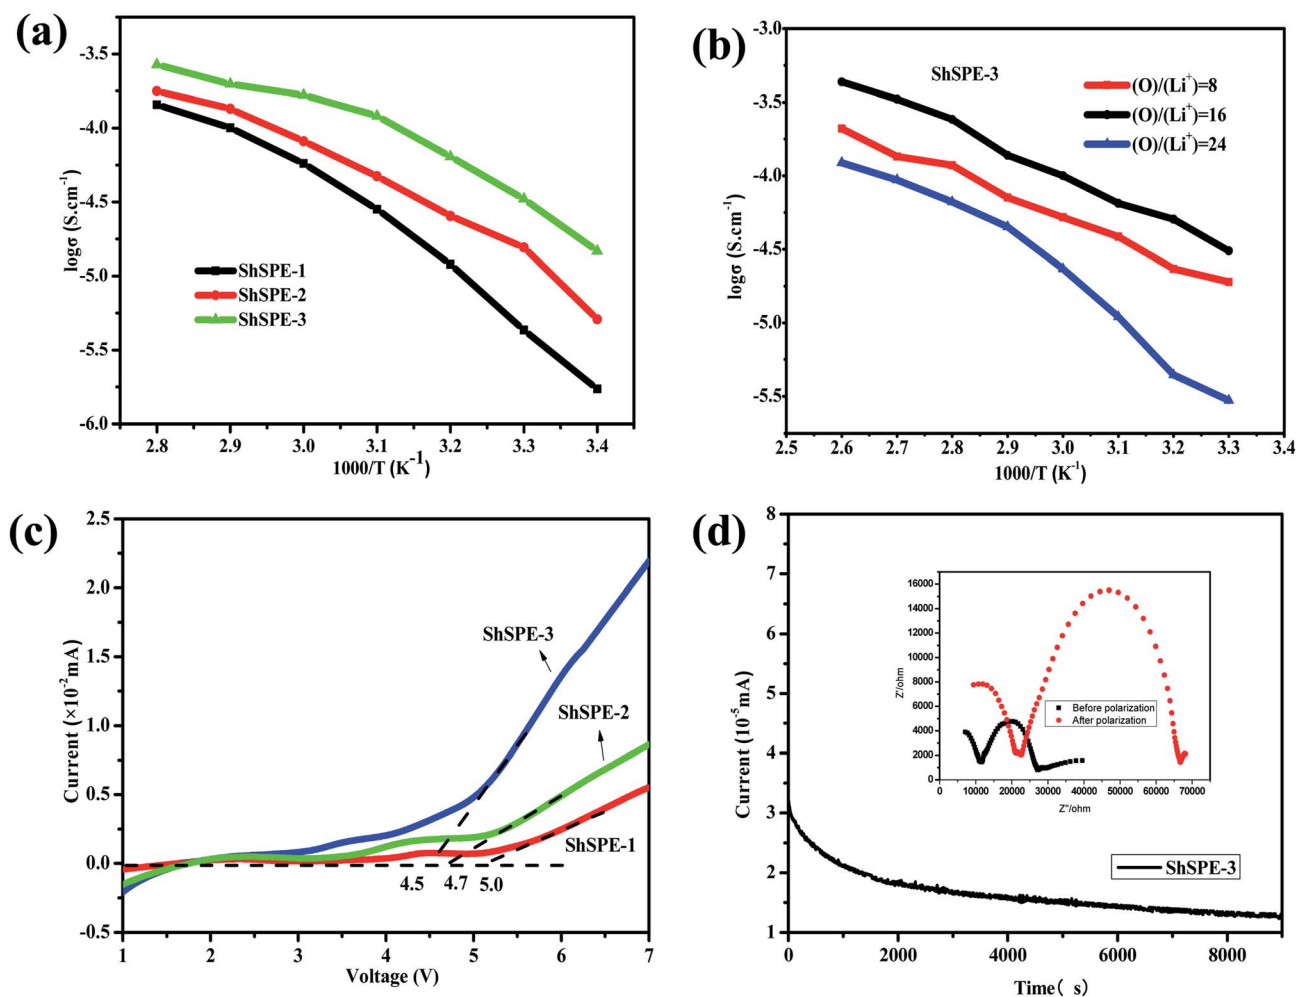 (a)
-3.5
-4.0
-4.5
-5.0
-5.5
-6.0
logσ (S.cm⁻¹)
ShSPE-1
ShSPE-2
ShSPE-3
2.8 2.9 3.0 3.1 3.2 3.3 3.4
1000/T (K⁻¹)
(b)
-3.0
-3.5
-4.0
-4.5
-5.0
-5.5
logσ (S.cm⁻¹)
ShSPE-3
(O)/(Li⁺)=8
(O)/(Li⁺)=16
(O)/(Li⁺)=24
2.5 2.6 2.7 2.8 2.9 3.0 3.1 3.2 3.3 3.4
1000/T (K⁻¹)
(c)
2.5
2.0
1.5
1.0
0.5
0.0
-0.5
Current (×10⁻²mA)
ShSPE-3
ShSPE-2
ShSPE-1
4.5 4.7 5.0
1 2 3 4 5 6 7
Voltage (V)
(d)
8
7
6
5
4
3
2
1
Current (10⁻⁵mA)
16000
14000
12000
10000
8000
6000
4000
2000
0
Z'/ohm
Before polarization
After polarization
0 10000 20000 30000 40000 50000 60000 70000
Z''/ohm
ShSPE-3
0 2000 4000 6000 8000
Time( s)